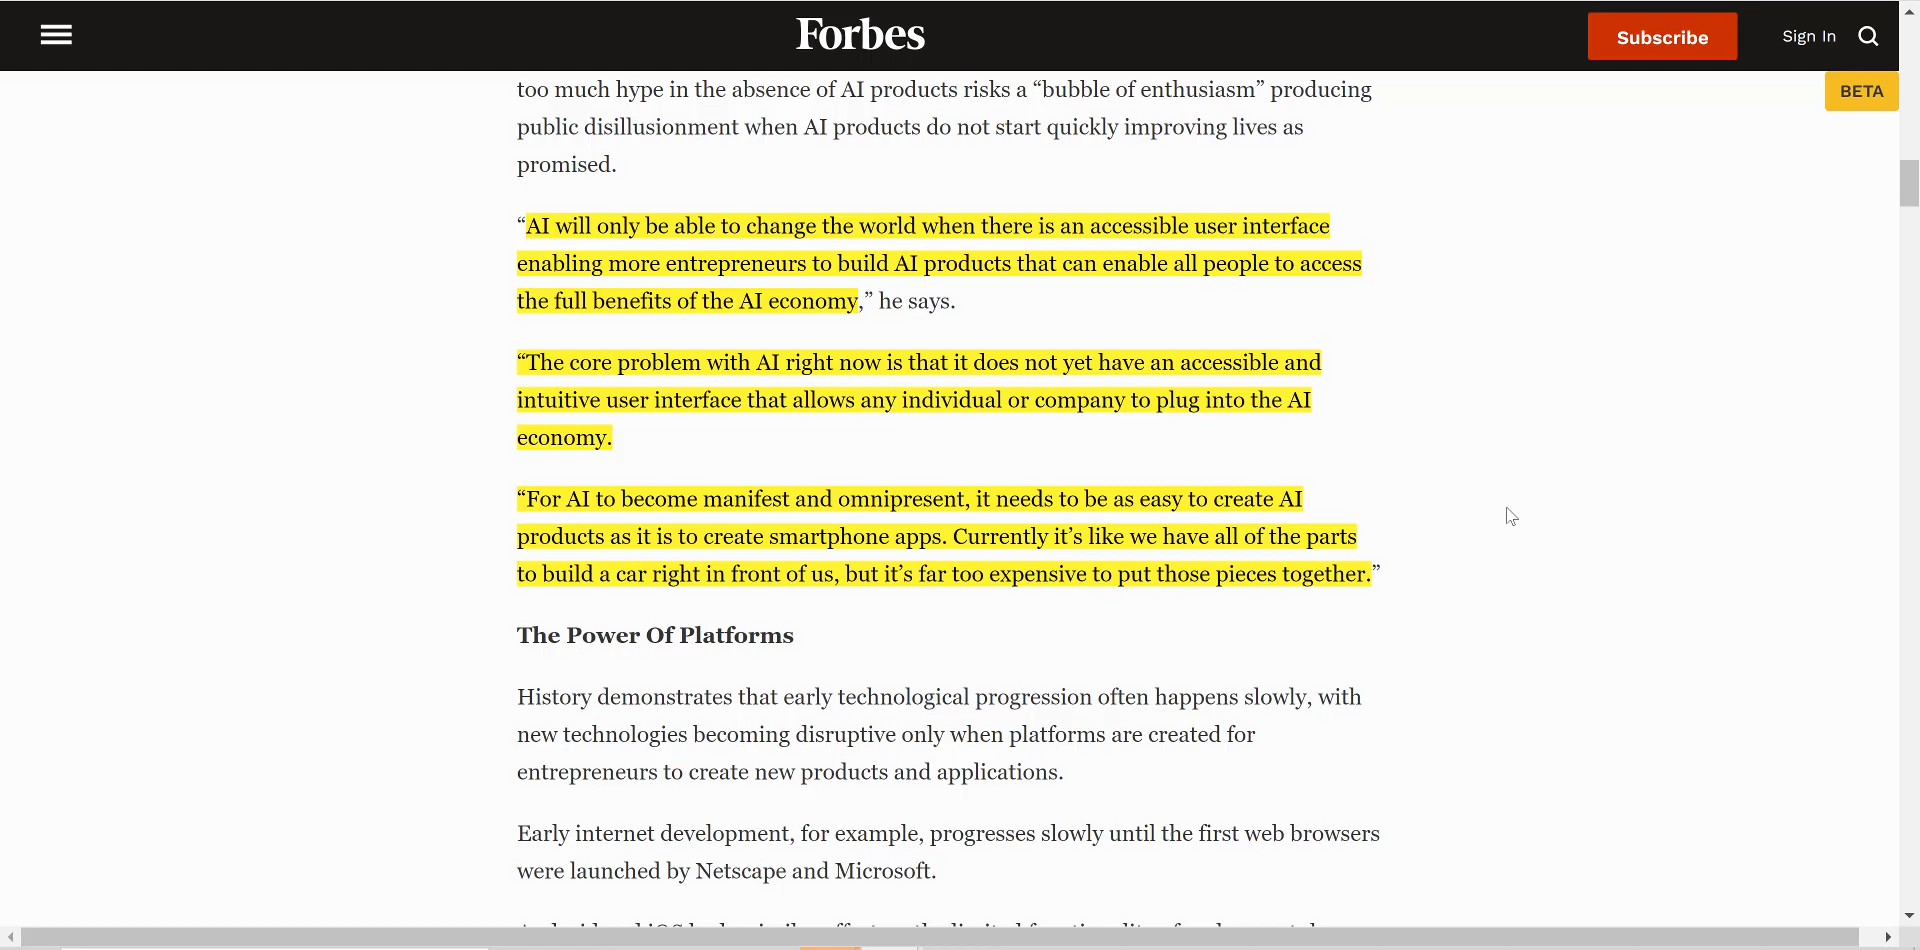 Forbes
Subscribe
Sign In
BETA
too much hype in the absence of AI products risks a “bubble of enthusiasm” producing
public disillusionment when AI products do not start quickly improving lives as
promised.
“AI will only be able to change the world when there is an accessible user interface
enabling more entrepreneurs to build AI products that can enable all people to access
the full benefits of the AI economy,” he says.
“The core problem with AI right now is that it does not yet have an accessible and
intuitive user interface that allows any individual or company to plug into the AI
economy.
“For AI to become manifest and omnipresent, it needs to be as easy to create AI
products as it is to create smartphone apps. Currently it’s like we have all of the parts
to build a car right in front of us, but it’s far too expensive to put those pieces together.”
The Power Of Platforms
History demonstrates that early technological progression often happens slowly, with
new technologies becoming disruptive only when platforms are created for
entrepreneurs to create new products and applications.
Early internet development, for example, progresses slowly until the first web browsers
were launched by Netscape and Microsoft.